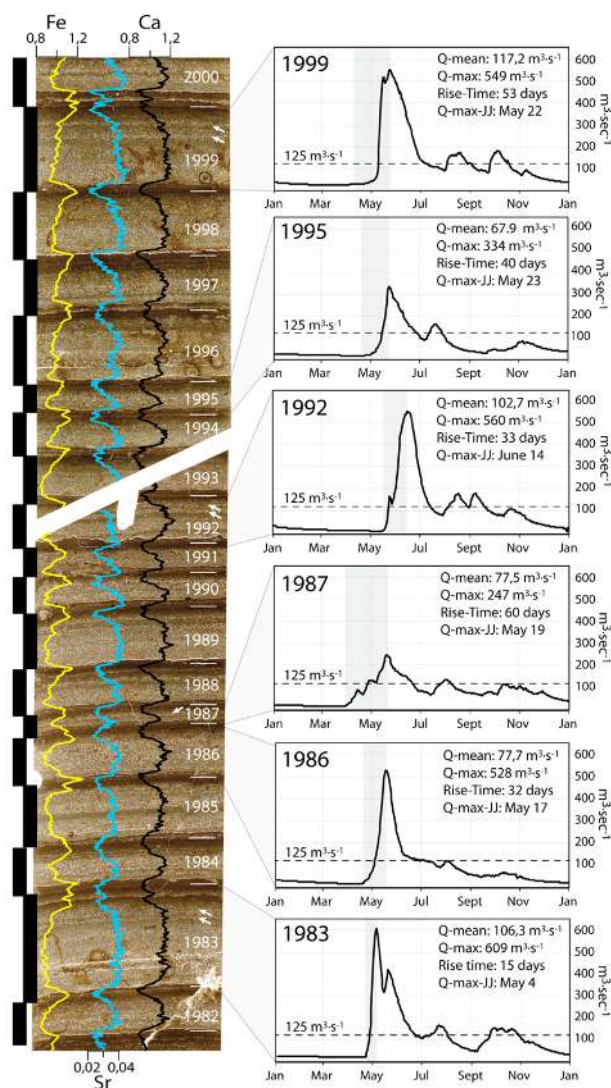 Fe
Ca
0,8 1,2 0,8 1,2
2000
1999
1998
1997
1996
1995
1994
1993
1992
1991
1990
1989
1988
1987
1986
1985
1984
1983
1982
0,02 0,04
Sr
1999
Q-mean: 117,2 m³·s-¹
Q-max: 549 m³·s-¹
Rise-Time: 53 days
Q-max-JJ: May 22
125 m³·s-¹
600
500
400
300
200
100
m³·sec-¹
Jan Mar May Jul Sept Nov Jan
1995
Q-mean: 67.9 m³·s-¹
Q-max: 334 m³·s-¹
Rise-Time: 40 days
Q-max-JJ: May 23
125 m³·s-¹
600
500
400
300
200
100
m³·sec-¹
Jan Mar May Jul Sept Nov Jan
1992
Q-mean: 102,7 m³·s-¹
Q-max: 560 m³·s-¹
Rise-Time: 33 days
Q-max-JJ: June 14
125 m³·s-¹
600
500
400
300
200
100
m³·sec-¹
Jan Mar May Jul Sept Nov Jan
1987
Q-mean: 77,5 m³·s-¹
Q-max: 247 m³·s-¹
Rise-Time: 60 days
Q-max-JJ: May 19
125 m³·s-¹
600
500
400
300
200
100
m³·sec-¹
Jan Mar May Jul Sept Nov Jan
1986
Q-mean: 77,7 m³·s-¹
Q-max: 528 m³·s-¹
Rise-Time: 32 days
Q-max-JJ: May 17
125 m³·s-¹
600
500
400
300
200
100
m³·sec-¹
Jan Mar May Jul Sept Nov Jan
1983
Q-mean: 106,3 m³·s-¹
Q-max: 609 m³·s-¹
Rise time: 15 days
Q-max-JJ: May 4
125 m³·s-¹
600
500
400
300
200
100
m³·sec-¹
Jan Mar May Jul Sept Nov Jan